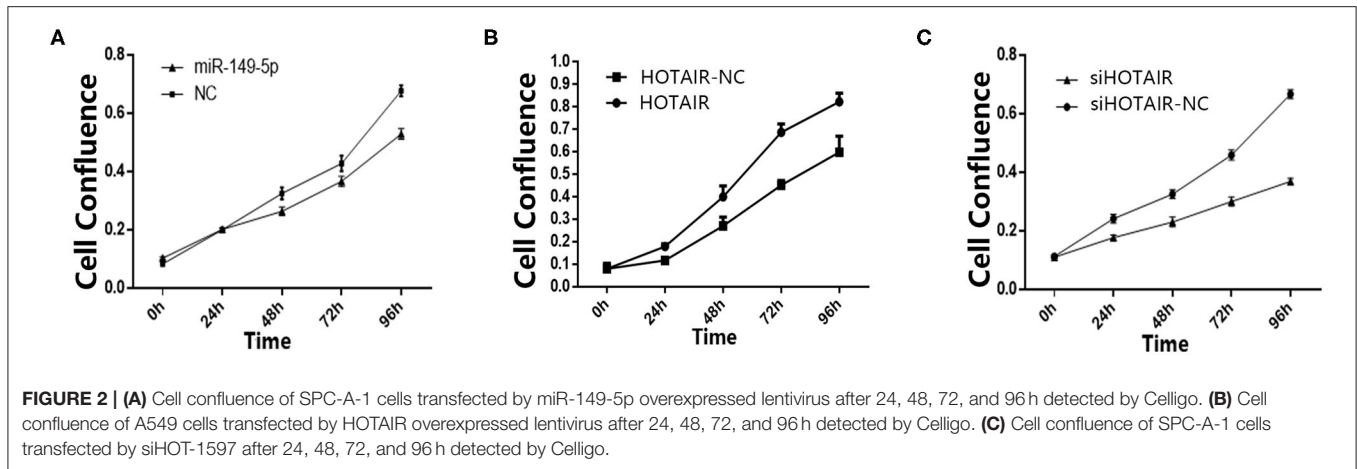 A
miR-149-5p
NC
Cell Confluence
0.8
0.6
0.4
0.2
0.0
0h
24h
48h
72h
96h
Time
B
HOTAIR-NC
HOTAIR
Cell Confluence
1.0
0.9
0.8
0.7
0.6
0.5
0.4
0.3
0.2
0.1
0.0
0h
24h
48h
72h
96h
Time
C
siHOTAIR
siHOTAIR-NC
Cell Confluence
0.8
0.6
0.4
0.2
0.0
0h
24h
48h
72h
96h
Time
FIGURE 2 | (A) Cell confluence of SPC-A-1 cells transfected by miR-149-5p overexpressed lentivirus after 24, 48, 72, and 96 h detected by Celligo. (B) Cell
confluence of A549 cells transfected by HOTAIR overexpressed lentivirus after 24, 48, 72, and 96 h detected by Celligo. (C) Cell confluence of SPC-A-1 cells
transfected by siHOT-1597 after 24, 48, 72, and 96 h detected by Celligo.